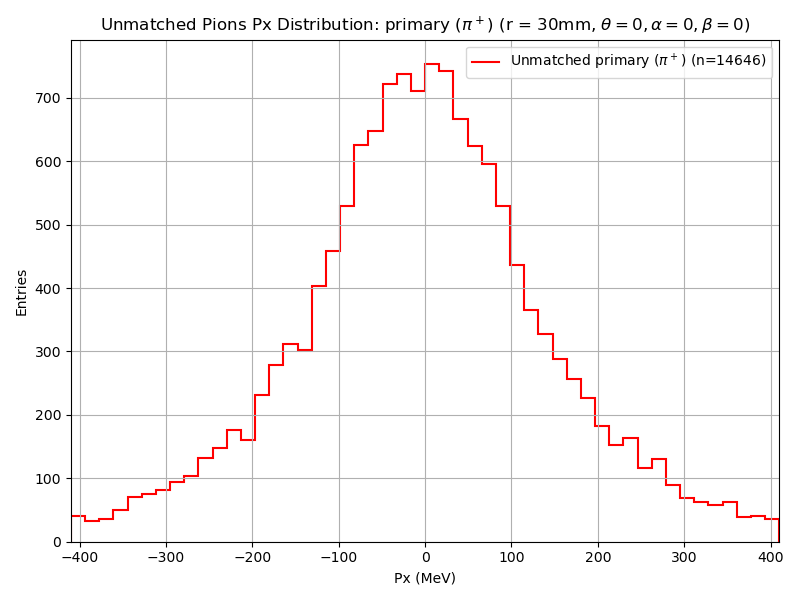 Unmatched Pions Px Distribution: primary (π⁺) (r = 30mm, θ = 0, α = 0, β = 0)
Unmatched primary (π⁺) (n=14646)
700
600
500
400
300
200
100
0
Entries
−400 −300 −200 −100 0 100 200 300 400
Px (MeV)